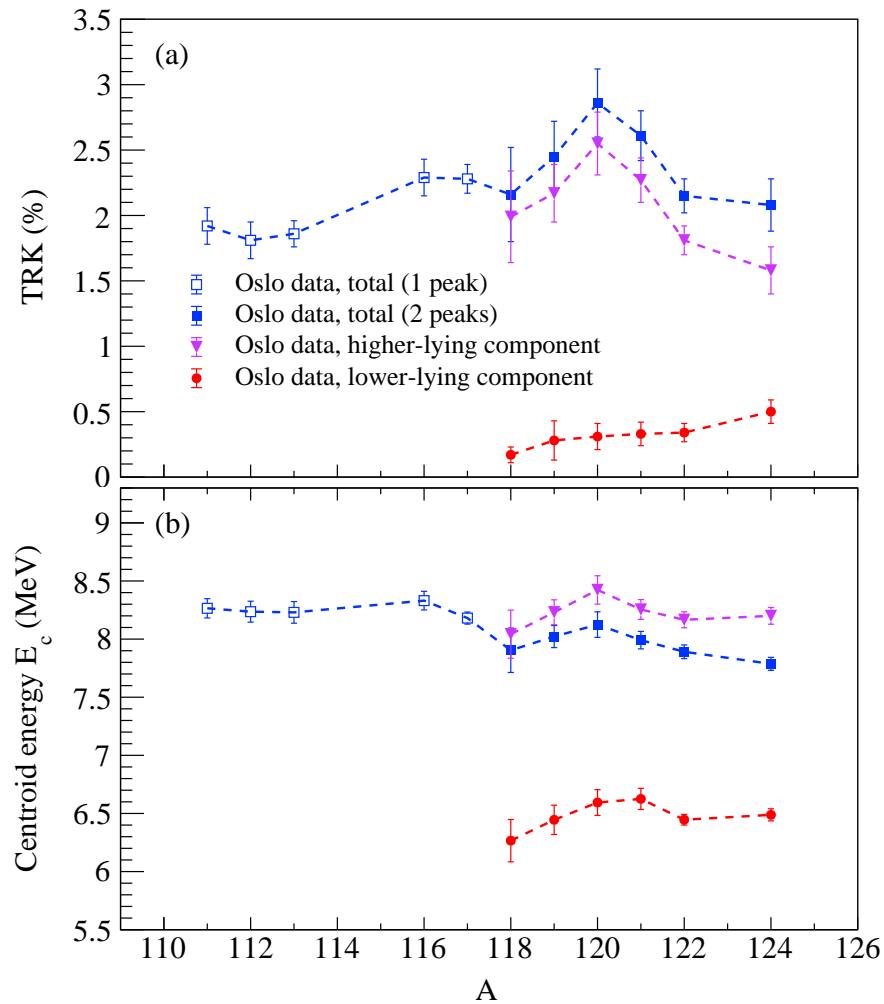 (a)
TRK (%)
3.5
3
2.5
2
1.5
1
0.5
0
Oslo data, total (1 peak)
Oslo data, total (2 peaks)
Oslo data, higher-lying component
Oslo data, lower-lying component
(b)
Centroid energy E_c (MeV)
9
8.5
8
7.5
7
6.5
6
5.5
110 112 114 116 118 120 122 124 126
A